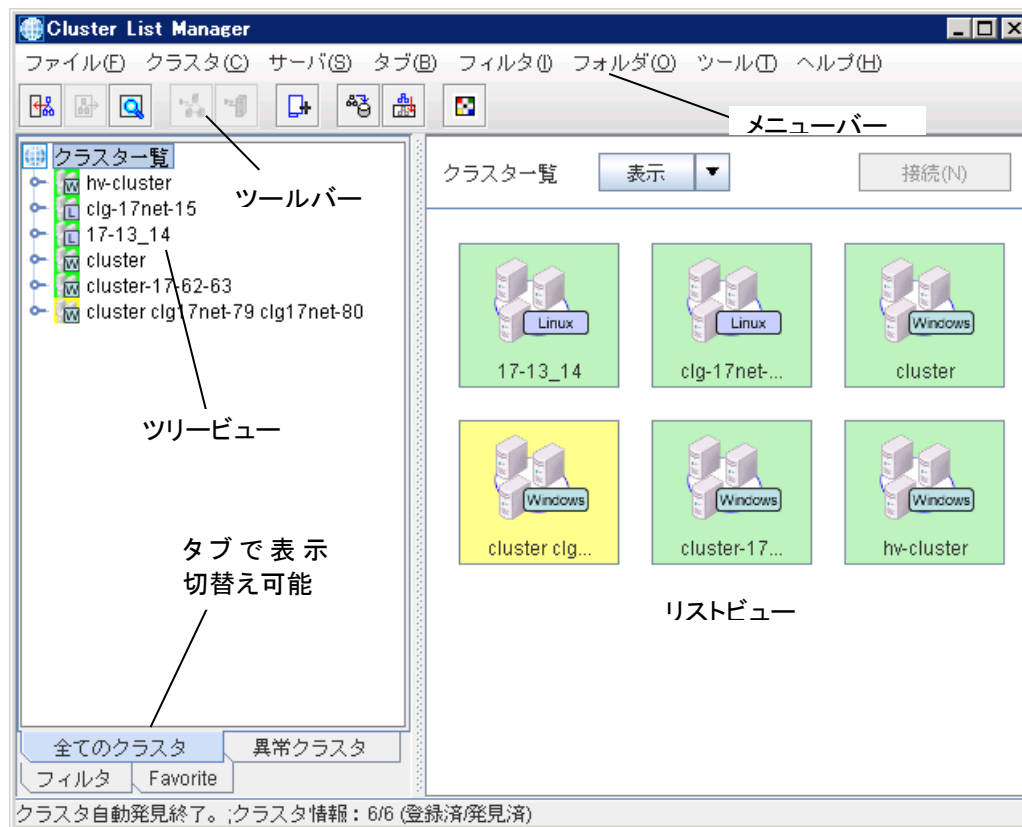 Cluster List Manager
ファイル(F) クラスタ(C) サーバ(S) タブ(B) フィルタ(I) フォルダ(O) ツール(T) ヘルプ(H)
メニューバー
クラスター覧
hv-cluster
clg-17net-15
17-13_14
cluster
cluster-17-62-63
cluster clg17net-79 clg17net-80
ツールバー
ツリービュー
タブで表示
切替え可能
全てのクラスタ
異常クラスタ
フィルタ
Favorite
クラスター覧
表示
接続(N)
Linux
17-13_14
Linux
clg-17net-...
Windows
cluster
Windows
cluster clg...
Windows
cluster-17...
Windows
hv-cluster
リストビュー
クラスタ自動発見終了。;クラスタ情報：6/6 (登録済/発見済)